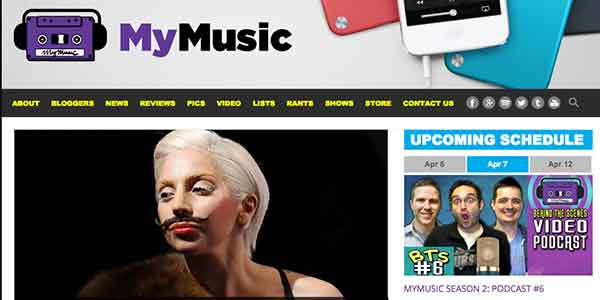 MyMusic
MyMusic
ABOUT BLOGGERS NEWS REVIEWS PICS VIDEO LISTS RANTS SHOWS STORE CONTACT US
UPCOMING SCHEDULE
Apr 6 Apr 7 Apr 12
BEHIND THE SCENES
VIDEO
PODCAST
BTS
#6
MYMUSIC SEASON 2: PODCAST #6